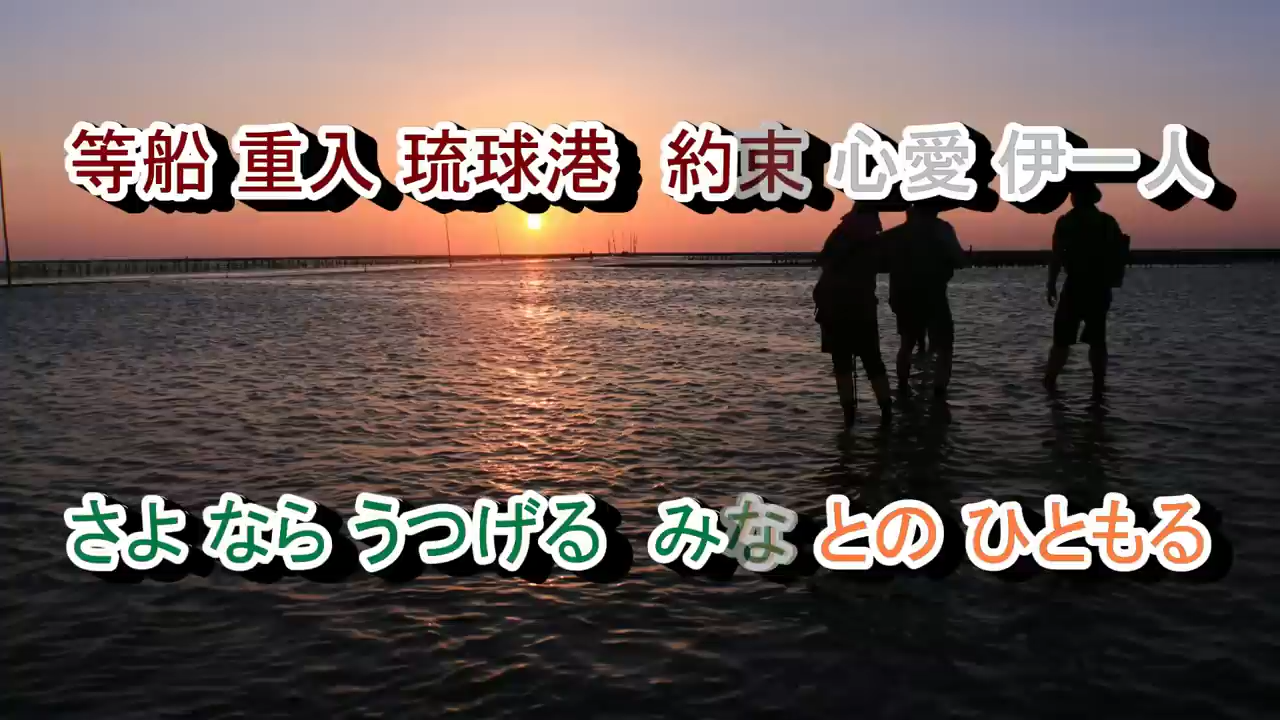 等船 重入 琉球港 約束 心愛 伊一人
さよ なら うつげる みな との ひともる